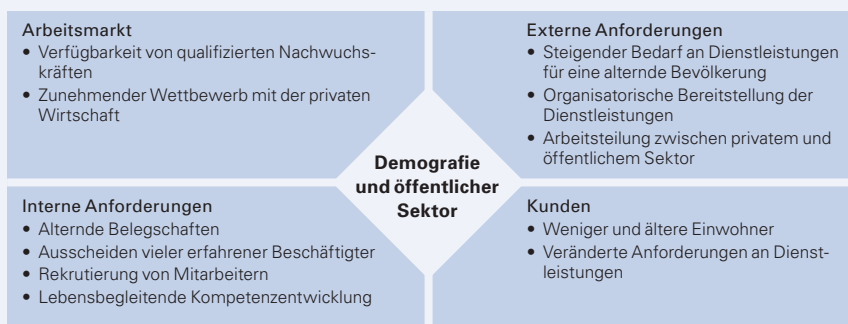 Arbeitsmarkt
• Verfügbarkeit von qualifizierten Nachwuchs-
kräften
• Zunehmender Wettbewerb mit der privaten
Wirtschaft
Externe Anforderungen
• Steigender Bedarf an Dienstleistungen
für eine alternde Bevölkerung
• Organisatorische Bereitstellung der
Dienstleistungen
• Arbeitsteilung zwischen privatem und
öffentlichem Sektor
Demografie
und öffentlicher
Sektor
Interne Anforderungen
• Alternde Belegschaften
• Ausscheiden vieler erfahrener Beschäftigter
• Rekrutierung von Mitarbeitern
• Lebensbegleitende Kompetenzentwicklung
Kunden
• Weniger und ältere Einwohner
• Veränderte Anforderungen an Dienst-
leistungen